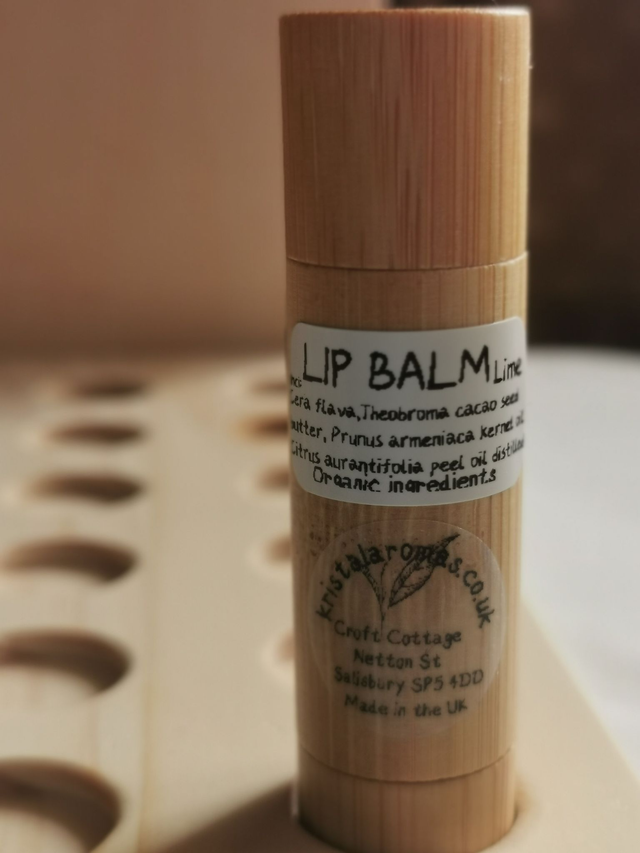 LIP BALM Lime
Incs
Cera flava, Theobroma cacao seed
butter, Prunus armeniaca kernel oil,
Citrus aurantifolia peel oil distilled
Organic ingredients
kristalaromas.co.uk
Croft Cottage
Netton St
Salisbury SP5 4DD
Made in the UK